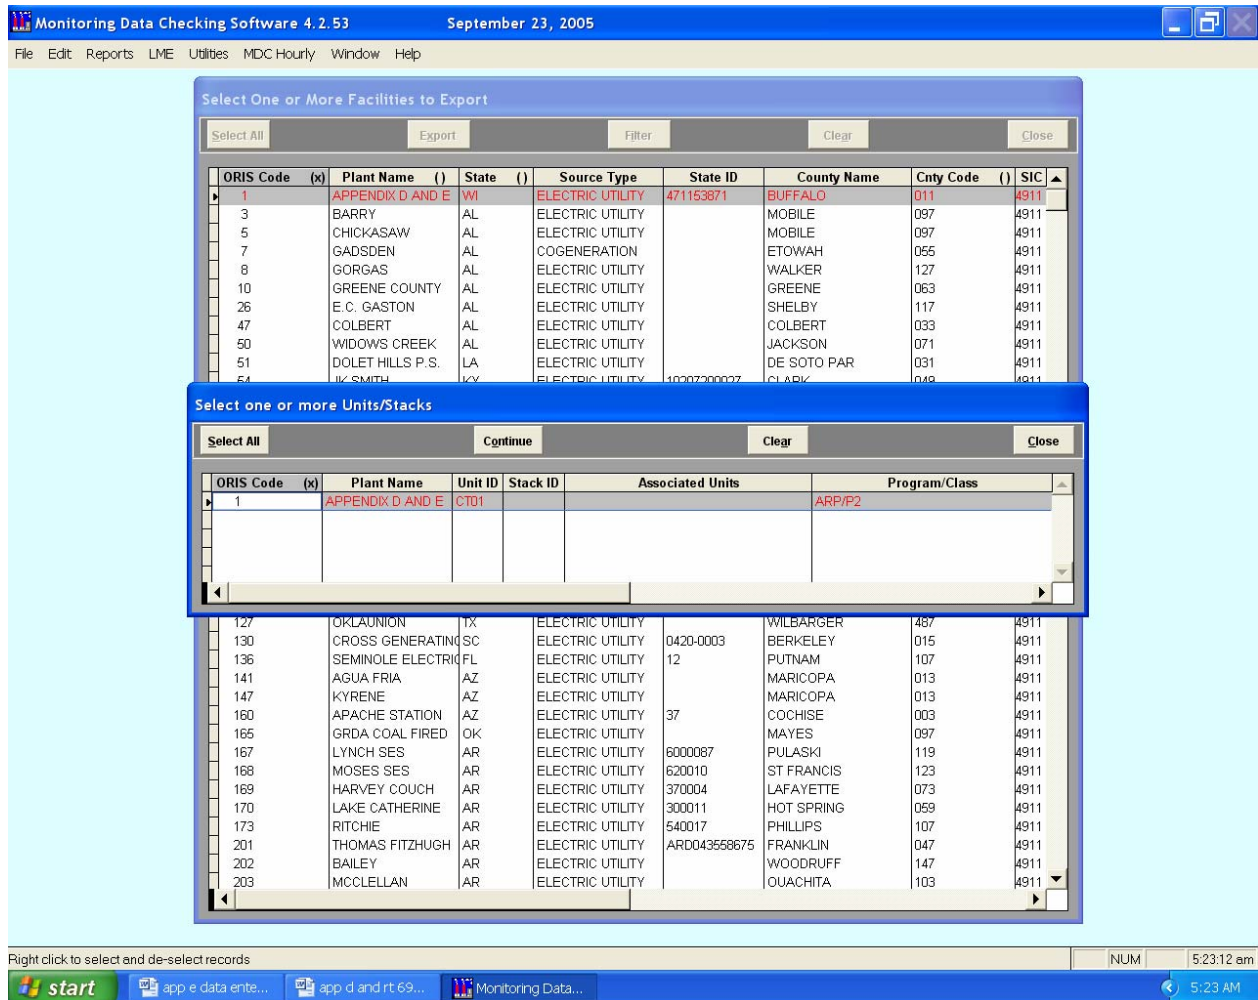 Monitoring Data Checking Software 4.2.53 September 23, 2005
File Edit Reports LME Utilities MDC Hourly Window Help
Select One or More Facilities to Export
Select All Export Filter Clear Close
ORIS Code (x) Plant Name () State () Source Type State ID County Name Cnty Code () SIC
1 APPENDIX D AND E WI ELECTRIC UTILITY 471153871 BUFFALO 011 4911
3 BARRY AL ELECTRIC UTILITY MOBILE 097 4911
5 CHICKASAW AL ELECTRIC UTILITY MOBILE 097 4911
7 GADSDEN AL COGENERATION ETOWAH 055 4911
8 GORGAS AL ELECTRIC UTILITY WALKER 127 4911
10 GREENE COUNTY AL ELECTRIC UTILITY GREENE 063 4911
26 E.C. GASTON AL ELECTRIC UTILITY SHELBY 117 4911
47 COLBERT AL ELECTRIC UTILITY COLBERT 033 4911
50 WIDOWS CREEK AL ELECTRIC UTILITY JACKSON 071 4911
51 DOLET HILLS P.S. LA ELECTRIC UTILITY DE SOTO PAR 031 4911
54 JK SMITH KY ELECTRIC UTILITY 10207200027 CLARK 049 4911
Select one or more Units/Stacks
Select All Continue Clear Close
ORIS Code (x) Plant Name Unit ID Stack ID Associated Units Program/Class
1 APPENDIX D AND E CT01 ARP/P2
127 OKLAUNION TX ELECTRIC UTILITY WILBARGER 487 4911
130 CROSS GENERATING SC ELECTRIC UTILITY 0420-0003 BERKELEY 015 4911
136 SEMINOLE ELECTRIC FL ELECTRIC UTILITY 12 PUTNAM 107 4911
141 AGUA FRIA AZ ELECTRIC UTILITY MARICOPA 013 4911
147 KYRENE AZ ELECTRIC UTILITY MARICOPA 013 4911
160 APACHE STATION AZ ELECTRIC UTILITY 37 COCHISE 003 4911
165 GRDA COAL FIRED OK ELECTRIC UTILITY MAYES 097 4911
167 LYNCH SES AR ELECTRIC UTILITY 6000087 PULASKI 119 4911
168 MOSES SES AR ELECTRIC UTILITY 620010 ST FRANCIS 123 4911
169 HARVEY COUCH AR ELECTRIC UTILITY 370004 LAFAYETTE 073 4911
170 LAKE CATHERINE AR ELECTRIC UTILITY 300011 HOT SPRING 059 4911
173 RITCHIE AR ELECTRIC UTILITY 540017 PHILLIPS 107 4911
201 THOMAS FITZHUGH AR ELECTRIC UTILITY ARD043558675 FRANKLIN 047 4911
202 BAILEY AR ELECTRIC UTILITY WOODRUFF 147 4911
203 MCCLELLAN AR ELECTRIC UTILITY OUACHITA 103 4911
Right click to select and de-select records NUM 5:23:12 am
start app e data ente... app d and rt 69... Monitoring Data... 5:23 AM